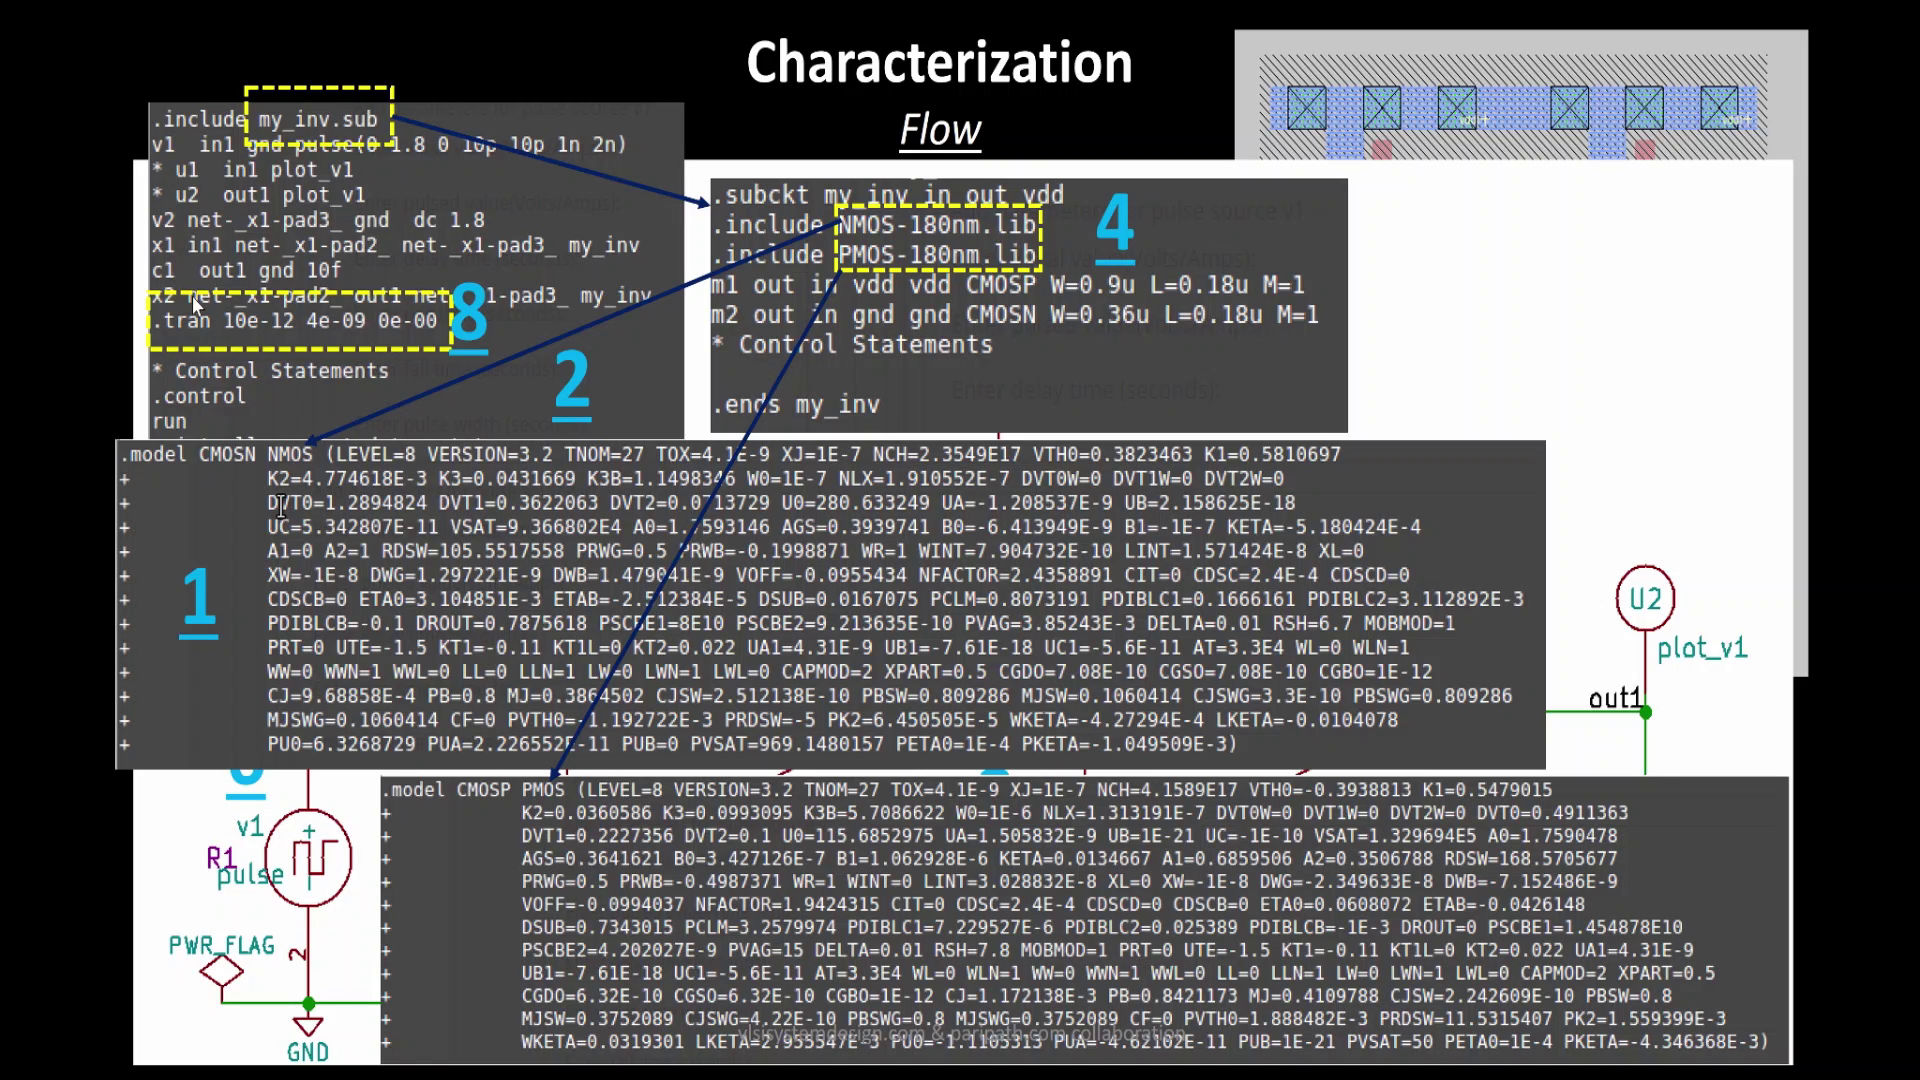 Characterization
Flow
.include my_inv.sub
v1  in1 gnd pulse(0 1.8 0 10p 10p 1n 2n)
* u1  in1 plot_v1
* u2  out1 plot_v1
v2 net-_x1-pad3_ gnd  dc 1.8
x1 in1 net-_x1-pad2_ net-_x1-pad3_ my_inv
c1  out1 gnd 10f
x2 net-_x1-pad2_ out1 net-_x1-pad3_ my_inv
.tran 10e-12 4e-09 0e-00
8
* Control Statements
.control
run
2
.subckt my_inv in out vdd
.include NMOS-180nm.lib
.include PMOS-180nm.lib
m1 out in vdd vdd CMOSP W=0.9u L=0.18u M=1
m2 out in gnd gnd CMOSN W=0.36u L=0.18u M=1
* Control Statements
.ends my_inv
4
Enter delay time (seconds):
.model CMOSN NMOS (LEVEL=8 VERSION=3.2 TNOM=27 TOX=4.1E-9 XJ=1E-7 NCH=2.3549E17 VTH0=0.3823463 K1=0.5810697
+ K2=4.774618E-3 K3=0.0431669 K3B=1.1498346 W0=1E-7 NLX=1.910552E-7 DVT0W=0 DVT1W=0 DVT2W=0
+ DVT0=1.2894824 DVT1=0.3622063 DVT2=0.0713729 U0=280.633249 UA=-1.208537E-9 UB=2.158625E-18
+ UC=5.342807E-11 VSAT=9.366802E4 A0=1.7593146 AGS=0.3939741 B0=-6.413949E-9 B1=-1E-7 KETA=-5.180424E-4
+ A1=0 A2=1 RDSW=105.5517558 PRWG=0.5 PRWB=-0.1998871 WR=1 WINT=7.904732E-10 LINT=1.571424E-8 XL=0
+ XW=-1E-8 DWG=1.297221E-9 DWB=1.479041E-9 VOFF=-0.0955434 NFACTOR=2.4358891 CIT=0 CDSC=2.4E-4 CDSCD=0
+ CDSCB=0 ETA0=3.104851E-3 ETAB=-2.512384E-5 DSUB=0.0167075 PCLM=0.8073191 PDIBLC1=0.1666161 PDIBLC2=3.112892E-3
+ PDIBLCB=-0.1 DROUT=0.7875618 PSCBE1=8E10 PSCBE2=9.213635E-10 PVAG=3.85243E-3 DELTA=0.01 RSH=6.7 MOBMOD=1
+ PRT=0 UTE=-1.5 KT1=-0.11 KT1L=0 KT2=0.022 UA1=4.31E-9 UB1=-7.61E-18 UC1=-5.6E-11 AT=3.3E4 WL=0 WLN=1
+ WW=0 WWN=1 WWL=0 LL=0 LLN=1 LW=0 LWN=1 LWL=0 CAPMOD=2 XPART=0.5 CGDO=7.08E-10 CGSO=7.08E-10 CGBO=1E-12
+ CJ=9.68858E-4 PB=0.8 MJ=0.3864502 CJSW=2.512138E-10 PBSW=0.809286 MJSW=0.1060414 CJSWG=3.3E-10 PBSWG=0.809286
+ MJSWG=0.1060414 CF=0 PVTH0=-1.192722E-3 PRDSW=-5 PK2=6.450505E-5 WKETA=-4.27294E-4 LKETA=-0.0104078
+ PU0=6.3268729 PUA=2.226552E-11 PUB=0 PVSAT=969.1480157 PETA0=1E-4 PKETA=-1.049509E-3)
1
U2
plot_v1
out1
.model CMOSP PMOS (LEVEL=8 VERSION=3.2 TNOM=27 TOX=4.1E-9 XJ=1E-7 NCH=4.1589E17 VTH0=-0.3938813 K1=0.5479015
+ K2=0.0360586 K3=0.0993095 K3B=5.7086622 W0=1E-6 NLX=1.313191E-7 DVT0W=0 DVT1W=0 DVT2W=0 DVT0=0.4911363
+ DVT1=0.2227356 DVT2=0.1 U0=115.6852975 UA=1.505832E-9 UB=1E-21 UC=-1E-10 VSAT=1.329694E5 A0=1.7590478
+ AGS=0.3641621 B0=3.427126E-7 B1=1.062928E-6 KETA=0.0134667 A1=0.6859506 A2=0.3506788 RDSW=168.5705677
+ PRWG=0.5 PRWB=-0.4987371 WR=1 WINT=0 LINT=3.028832E-8 XL=0 XW=-1E-8 DWG=-2.349633E-8 DWB=-7.152486E-9
+ VOFF=-0.0994037 NFACTOR=1.9424315 CIT=0 CDSC=2.4E-4 CDSCD=0 CDSCB=0 ETA0=0.0608072 ETAB=-0.0426148
+ DSUB=0.7343015 PCLM=3.2579974 PDIBLC1=7.229527E-6 PDIBLC2=0.025389 PDIBLCB=-1E-3 DROUT=0 PSCBE1=1.454878E10
+ PSCBE2=4.202027E-9 PVAG=15 DELTA=0.01 RSH=7.8 MOBMOD=1 PRT=0 UTE=-1.5 KT1=-0.11 KT1L=0 KT2=0.022 UA1=4.31E-9
+ UB1=-7.61E-18 UC1=-5.6E-11 AT=3.3E4 WL=0 WLN=1 WW=0 WWN=1 WWL=0 LL=0 LLN=1 LW=0 LWN=1 LWL=0 CAPMOD=2 XPART=0.5
+ CGDO=6.32E-10 CGSO=6.32E-10 CGBO=1E-12 CJ=1.172138E-3 PB=0.8421173 MJ=0.4109788 CJSW=2.242609E-10 PBSW=0.8
+ MJSW=0.3752089 CJSWG=4.22E-10 PBSWG=0.8 MJSWG=0.3752089 CF=0 PVTH0=1.888482E-3 PRDSW=11.5315407 PK2=1.559399E-3
+ WKETA=0.0319301 LKETA=2.955547E-3 PU0=-1.1105313 PUA=-4.62102E-11 PUB=1E-21 PVSAT=50 PETA0=1E-4 PKETA=-4.346368E-3)
vlsisystemdesign.com & paripath.com collaboration
v1
R1
pulse
PWR_FLAG
2
GND